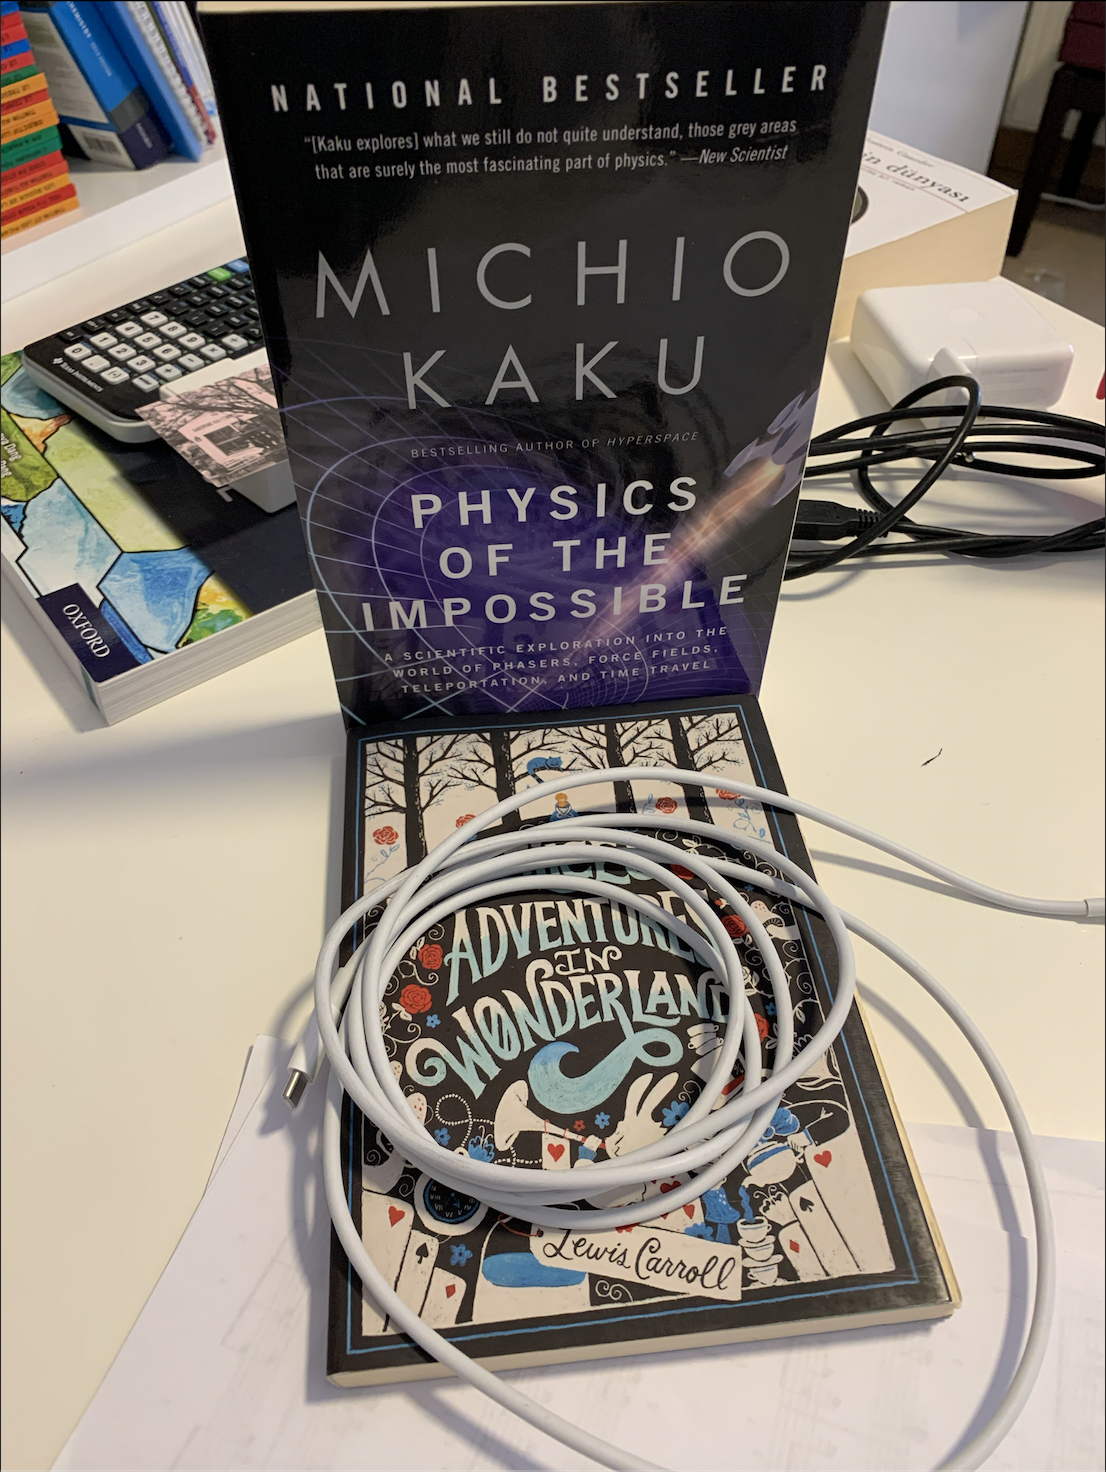 NATIONAL BESTSELLER
“[Kaku explores] what we still do not quite understand, those grey areas
that are surely the most fascinating part of physics.” —New Scientist
MICHIO
KAKU
BESTSELLING AUTHOR OF HYPERSPACE
PHYSICS
OF THE
IMPOSSIBLE
A SCIENTIFIC EXPLORATION INTO THE
WORLD OF PHASERS, FORCE FIELDS,
TELEPORTATION, AND TIME TRAVEL
dünyası
TEXAS INSTRUMENTS
OXFORD
ADVENTURES
IN
WONDERLAND
Lewis Carroll